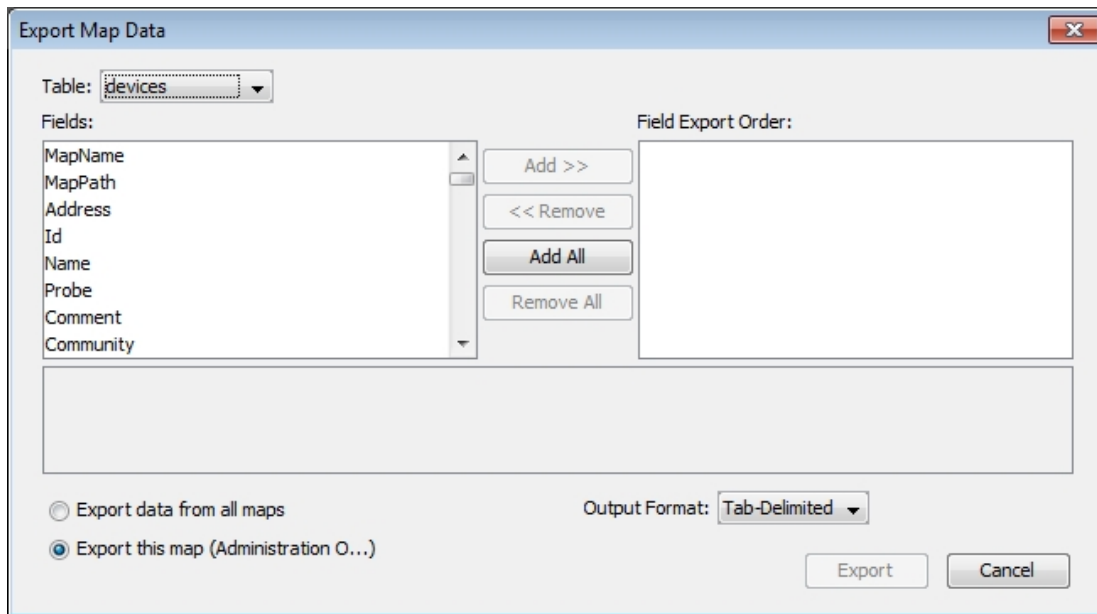 Export Map Data
Table: devices
Fields:
Field Export Order:
MapName
MapPath
Address
Id
Name
Probe
Comment
Community
Add >>
<< Remove
Add All
Remove All
Export data from all maps
Output Format: Tab-Delimited
Export this map (Administration O...)
Export
Cancel